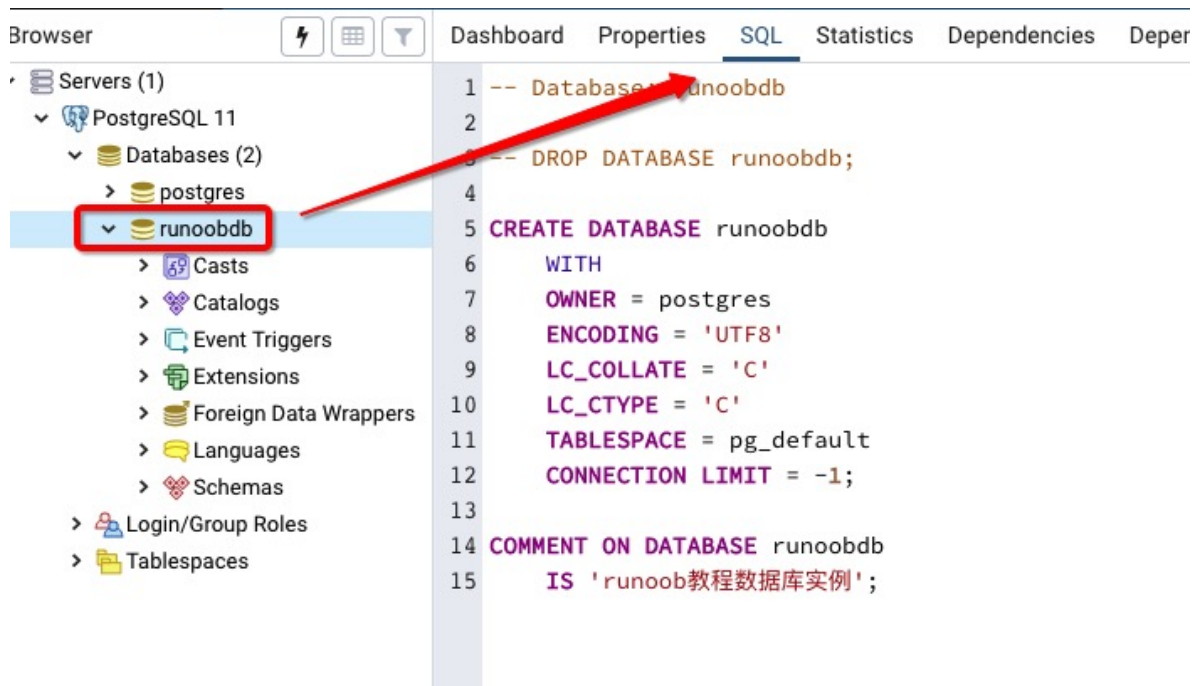 Browser
Servers (1)
PostgreSQL 11
Databases (2)
postgres
runoobdb
Casts
Catalogs
Event Triggers
Extensions
Foreign Data Wrappers
Languages
Schemas
Login/Group Roles
Tablespaces
Dashboard Properties SQL Statistics Dependencies
1 -- Database: runoobdb
2
3 -- DROP DATABASE runoobdb;
4
5 CREATE DATABASE runoobdb
6 WITH
7 OWNER = postgres
8 ENCODING = 'UTF8'
9 LC_COLLATE = 'C'
10 LC_CTYPE = 'C'
11 TABLESPACE = pg_default
12 CONNECTION LIMIT = -1;
13
14 COMMENT ON DATABASE runoobdb
15 IS 'runoob教程数据库实例';